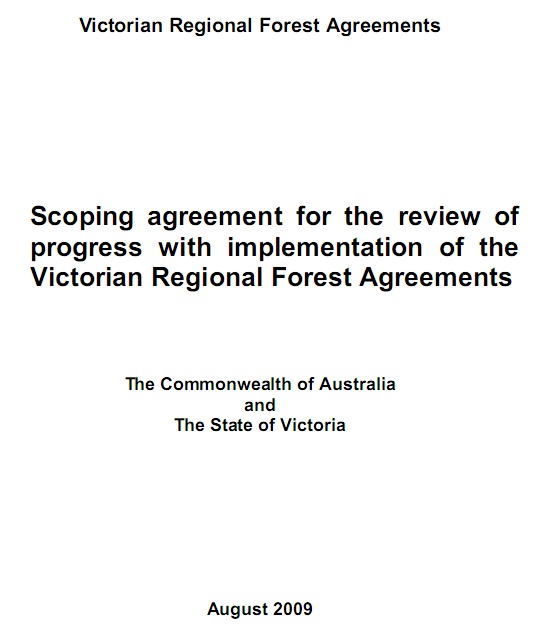 Victorian Regional Forest Agreements
Scoping agreement for the review of
progress with implementation of the
Victorian Regional Forest Agreements
The Commonwealth of Australia
and
The State of Victoria
August 2009